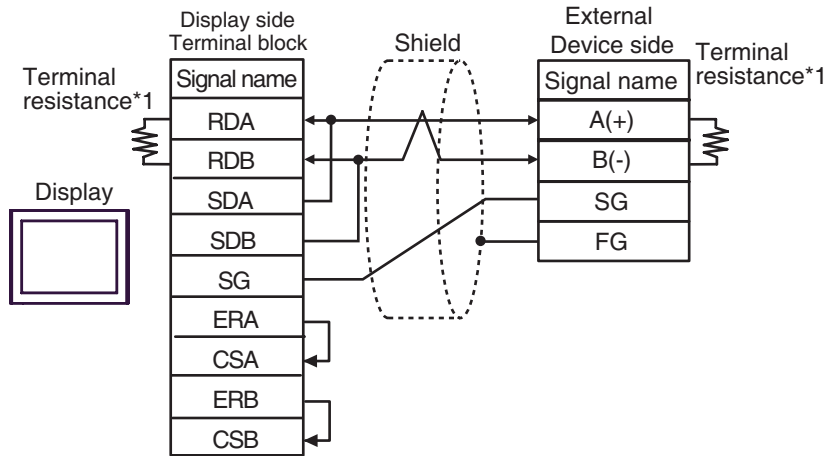 Display side
Terminal block
Shield
External
Device side
Terminal
resistance*1
Signal name
RDA
RDB
SDA
SDB
SG
ERA
CSA
ERB
CSB
Display
Signal name
A(+)
B(-)
SG
FG
Terminal
resistance*1